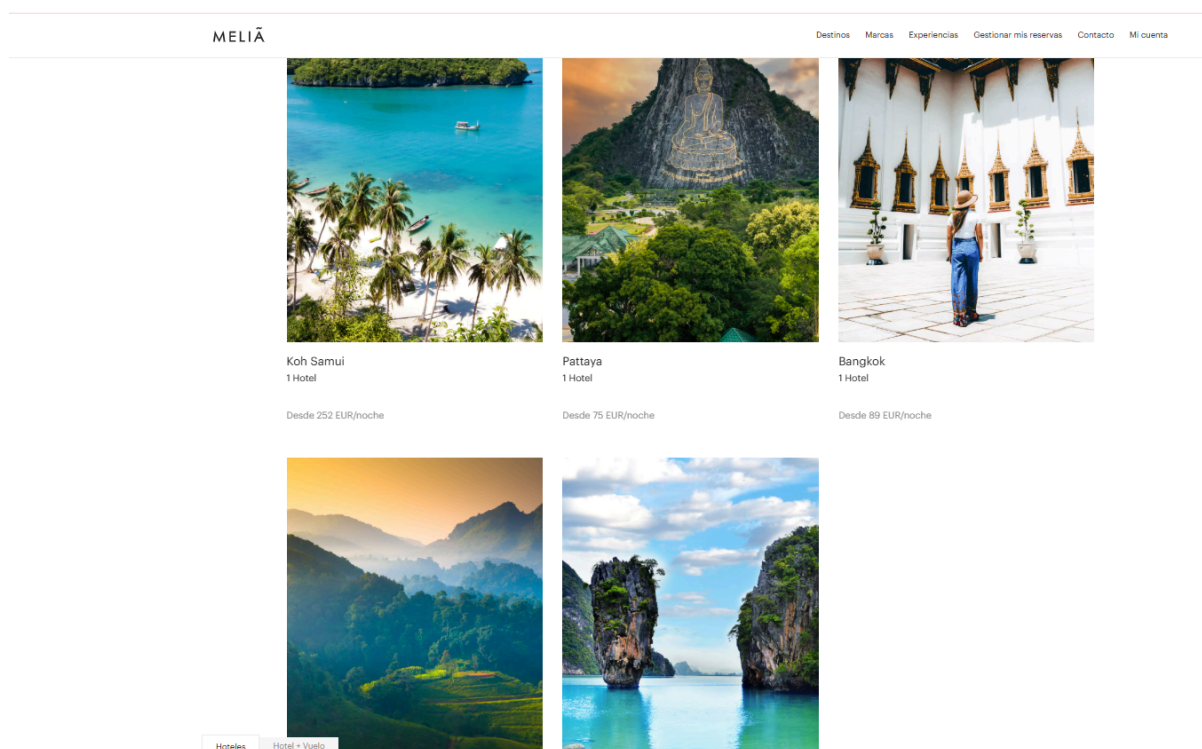 MELIÃ
Destinos Marcas Experiencias Gestionar mis reservas Contacto Mi cuenta
Koh Samui
1 Hotel
Desde 252 EUR/noche
Pattaya
1 Hotel
Desde 75 EUR/noche
Bangkok
1 Hotel
Desde 89 EUR/noche
Hoteles Hotel + Vuelo